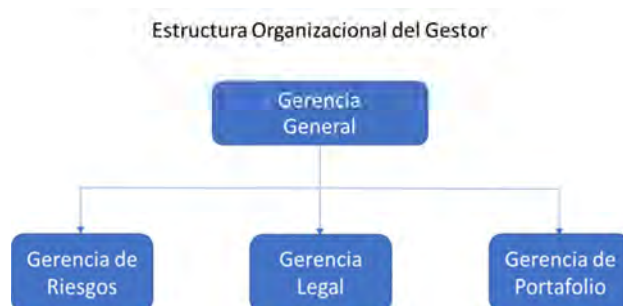 Estructura Organizacional del Gestor
Gerencia
General
Gerencia de
Riesgos
Gerencia
Legal
Gerencia de
Portafolio